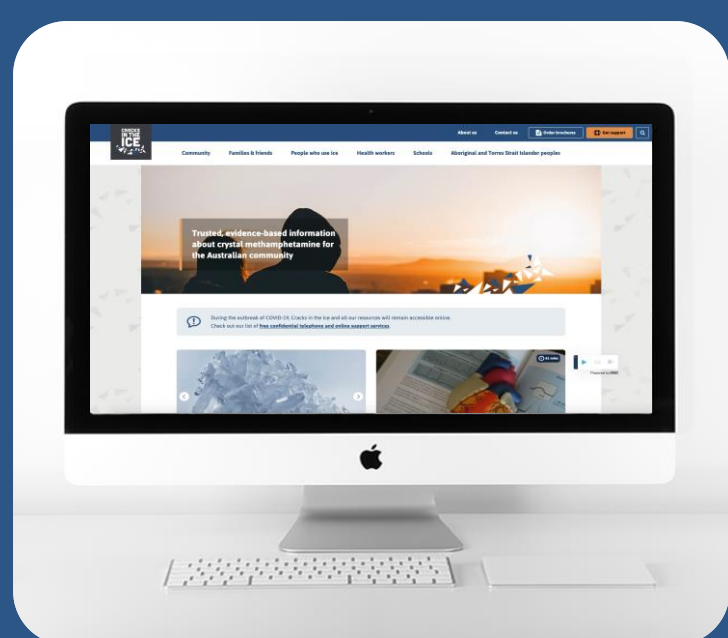 CRACKS
IN THE
ICE
About us
Contact us
Order brochures
Get support
Community
Families & friends
People who use ice
Health workers
Schools
Aboriginal and Torres Strait Islander peoples
Trusted, evidence-based information
about crystal methamphetamine for
the Australian community
During the outbreak of COVID-19, Cracks in the Ice and all our resources will remain accessible online.
Check out our list of free confidential telephone and online support services.